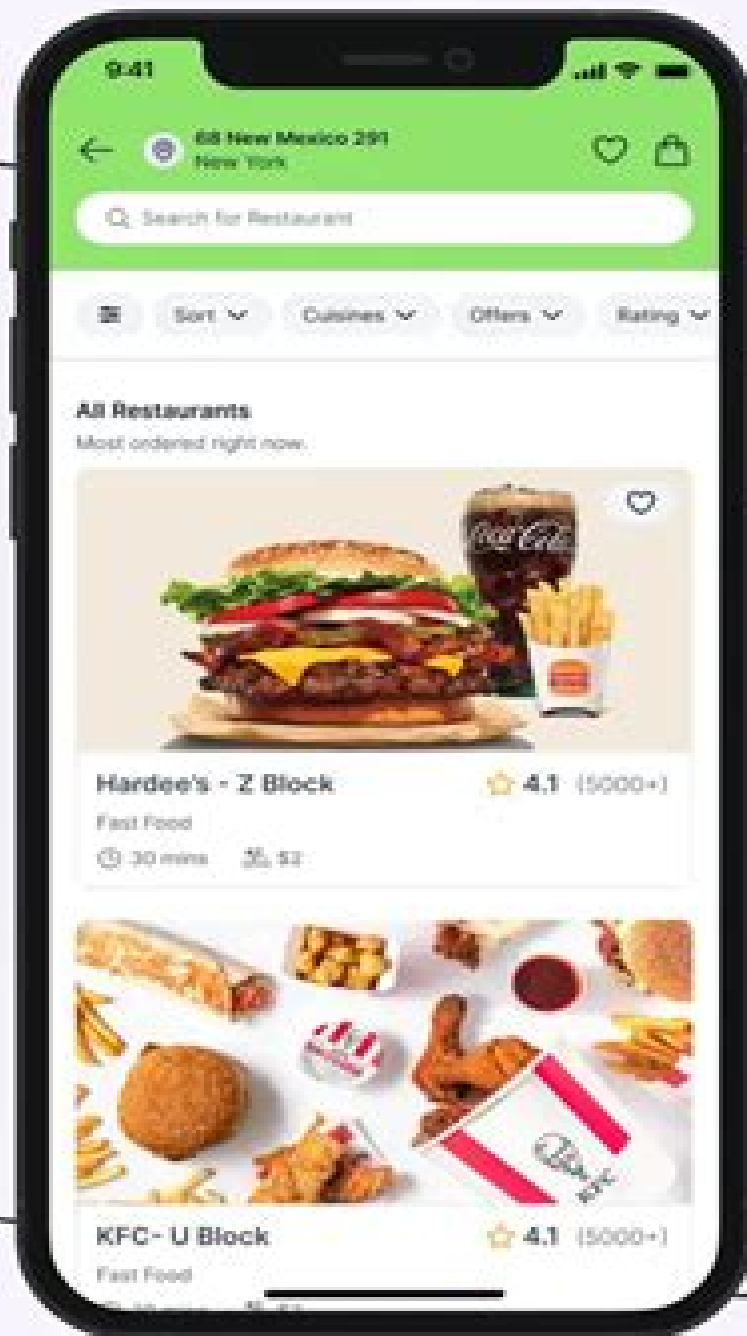 9:41
68 New Mexico 291
New York
Search for Restaurant
Sort Cuisines Offers Rating
All Restaurants
Most ordered right now.
Coca-Cola
Hardee's - Z Block 4.1 (5000+)
Fast Food
30 mins $2
KFC- U Block 4.1 (5000+)
Fast Food